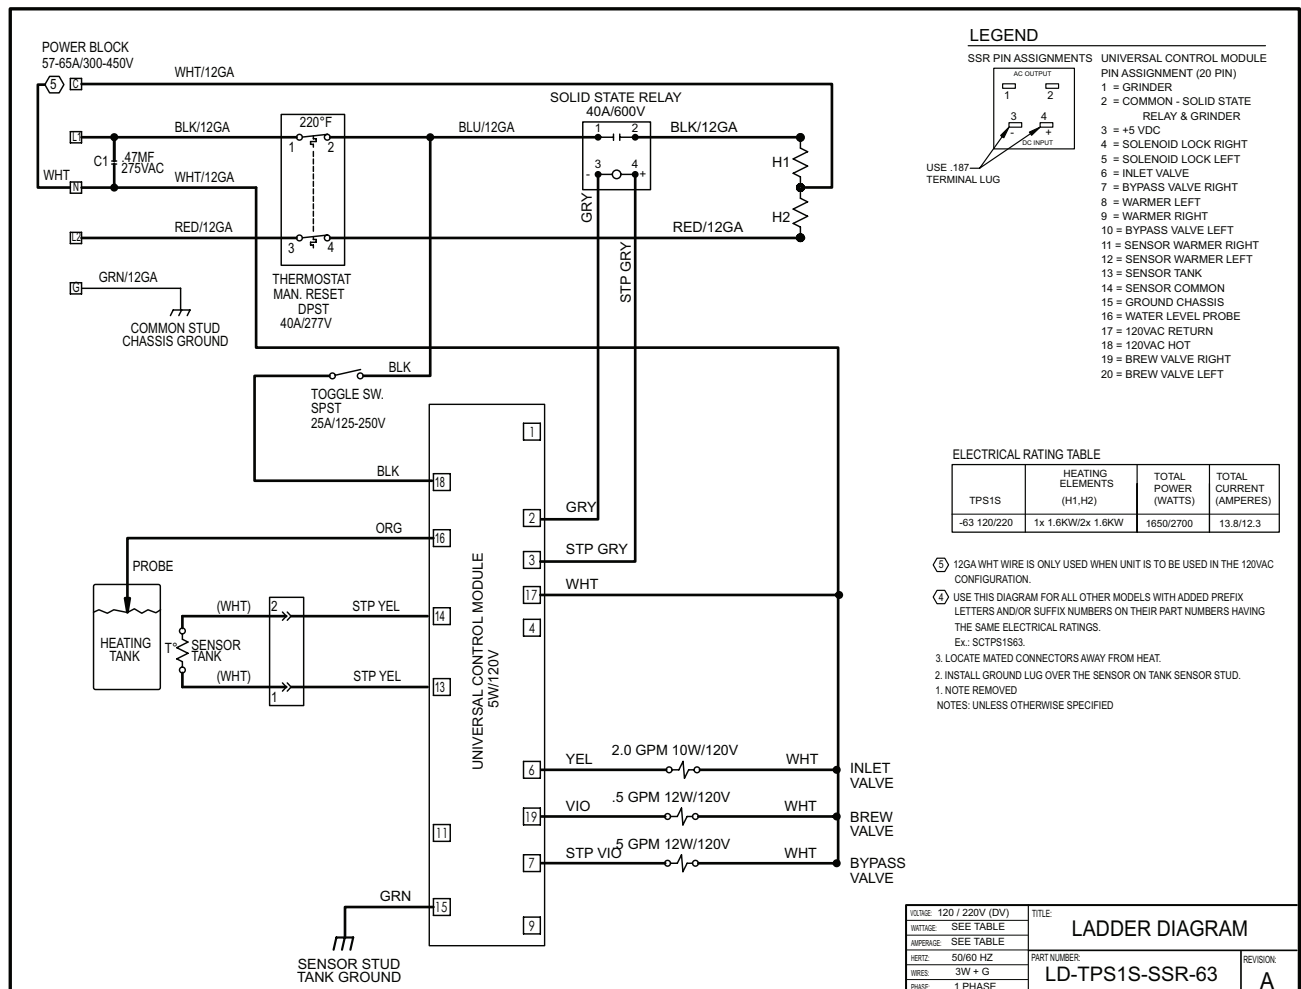 POWER BLOCK
57-65A/300-450V
5
C
WHT/12GA
L1
BLK/12GA
220°F
1
2
BLU/12GA
SOLID STATE RELAY
40A/600V
1
2
BLK/12GA
3
4
-
+
H1
H2
C1
.47MF
275VAC
WHT
N
WHT/12GA
L2
RED/12GA
3
4
RED/12GA
GRY
STP GRY
G
GRN/12GA
COMMON STUD
CHASSIS GROUND
THERMOSTAT
MAN. RESET
DPST
40A/277V
BLK
TOGGLE SW.
SPST
25A/125-250V
BLK
18
1
ORG
16
2
GRY
PROBE
3
STP GRY
17
WHT
HEATING
TANK
T°
SENSOR
TANK
(WHT)
2
STP YEL
14
4
(WHT)
1
STP YEL
13
UNIVERSAL CONTROL MODULE
5W/120V
6
YEL
2.0 GPM 10W/120V
WHT
INLET
VALVE
19
VIO
.5 GPM 12W/120V
WHT
BREW
VALVE
11
7
STP VIO
.5 GPM 12W/120V
WHT
BYPASS
VALVE
GRN
15
9
SENSOR STUD
TANK GROUND
LEGEND
SSR PIN ASSIGNMENTS
AC OUTPUT
1
2
3
4
-
+
DC INPUT
USE .187
TERMINAL LUG
UNIVERSAL CONTROL MODULE
PIN ASSIGNMENT (20 PIN)
1 = GRINDER
2 = COMMON - SOLID STATE
RELAY & GRINDER
3 = +5 VDC
4 = SOLENOID LOCK RIGHT
5 = SOLENOID LOCK LEFT
6 = INLET VALVE
7 = BYPASS VALVE RIGHT
8 = WARMER LEFT
9 = WARMER RIGHT
10 = BYPASS VALVE LEFT
11 = SENSOR WARMER RIGHT
12 = SENSOR WARMER LEFT
13 = SENSOR TANK
14 = SENSOR COMMON
15 = GROUND CHASSIS
16 = WATER LEVEL PROBE
17 = 120VAC RETURN
18 = 120VAC HOT
19 = BREW VALVE RIGHT
20 = BREW VALVE LEFT
ELECTRICAL RATING TABLE
TPS1S
HEATING
ELEMENTS
(H1,H2)
TOTAL
POWER
(WATTS)
TOTAL
CURRENT
(AMPERES)
-63 120/220
1x 1.6KW/2x 1.6KW
1650/2700
13.8/12.3
5 12GA WHT WIRE IS ONLY USED WHEN UNIT IS TO BE USED IN THE 120VAC
CONFIGURATION.
4 USE THIS DIAGRAM FOR ALL OTHER MODELS WITH ADDED PREFIX
LETTERS AND/OR SUFFIX NUMBERS ON THEIR PART NUMBERS HAVING
THE SAME ELECTRICAL RATINGS.
Ex.: SCTPS1S63.
3. LOCATE MATED CONNECTORS AWAY FROM HEAT.
2. INSTALL GROUND LUG OVER THE SENSOR ON TANK SENSOR STUD.
1. NOTE REMOVED
NOTES: UNLESS OTHERWISE SPECIFIED
VOLTAGE: 120 / 220V (DV)
WATTAGE: SEE TABLE
AMPERAGE: SEE TABLE
HERTZ: 50/60 HZ
WIRES: 3W + G
PHASE: 1 PHASE
TITLE:
LADDER DIAGRAM
PART NUMBER:
LD-TPS1S-SSR-63
REVISION:
A